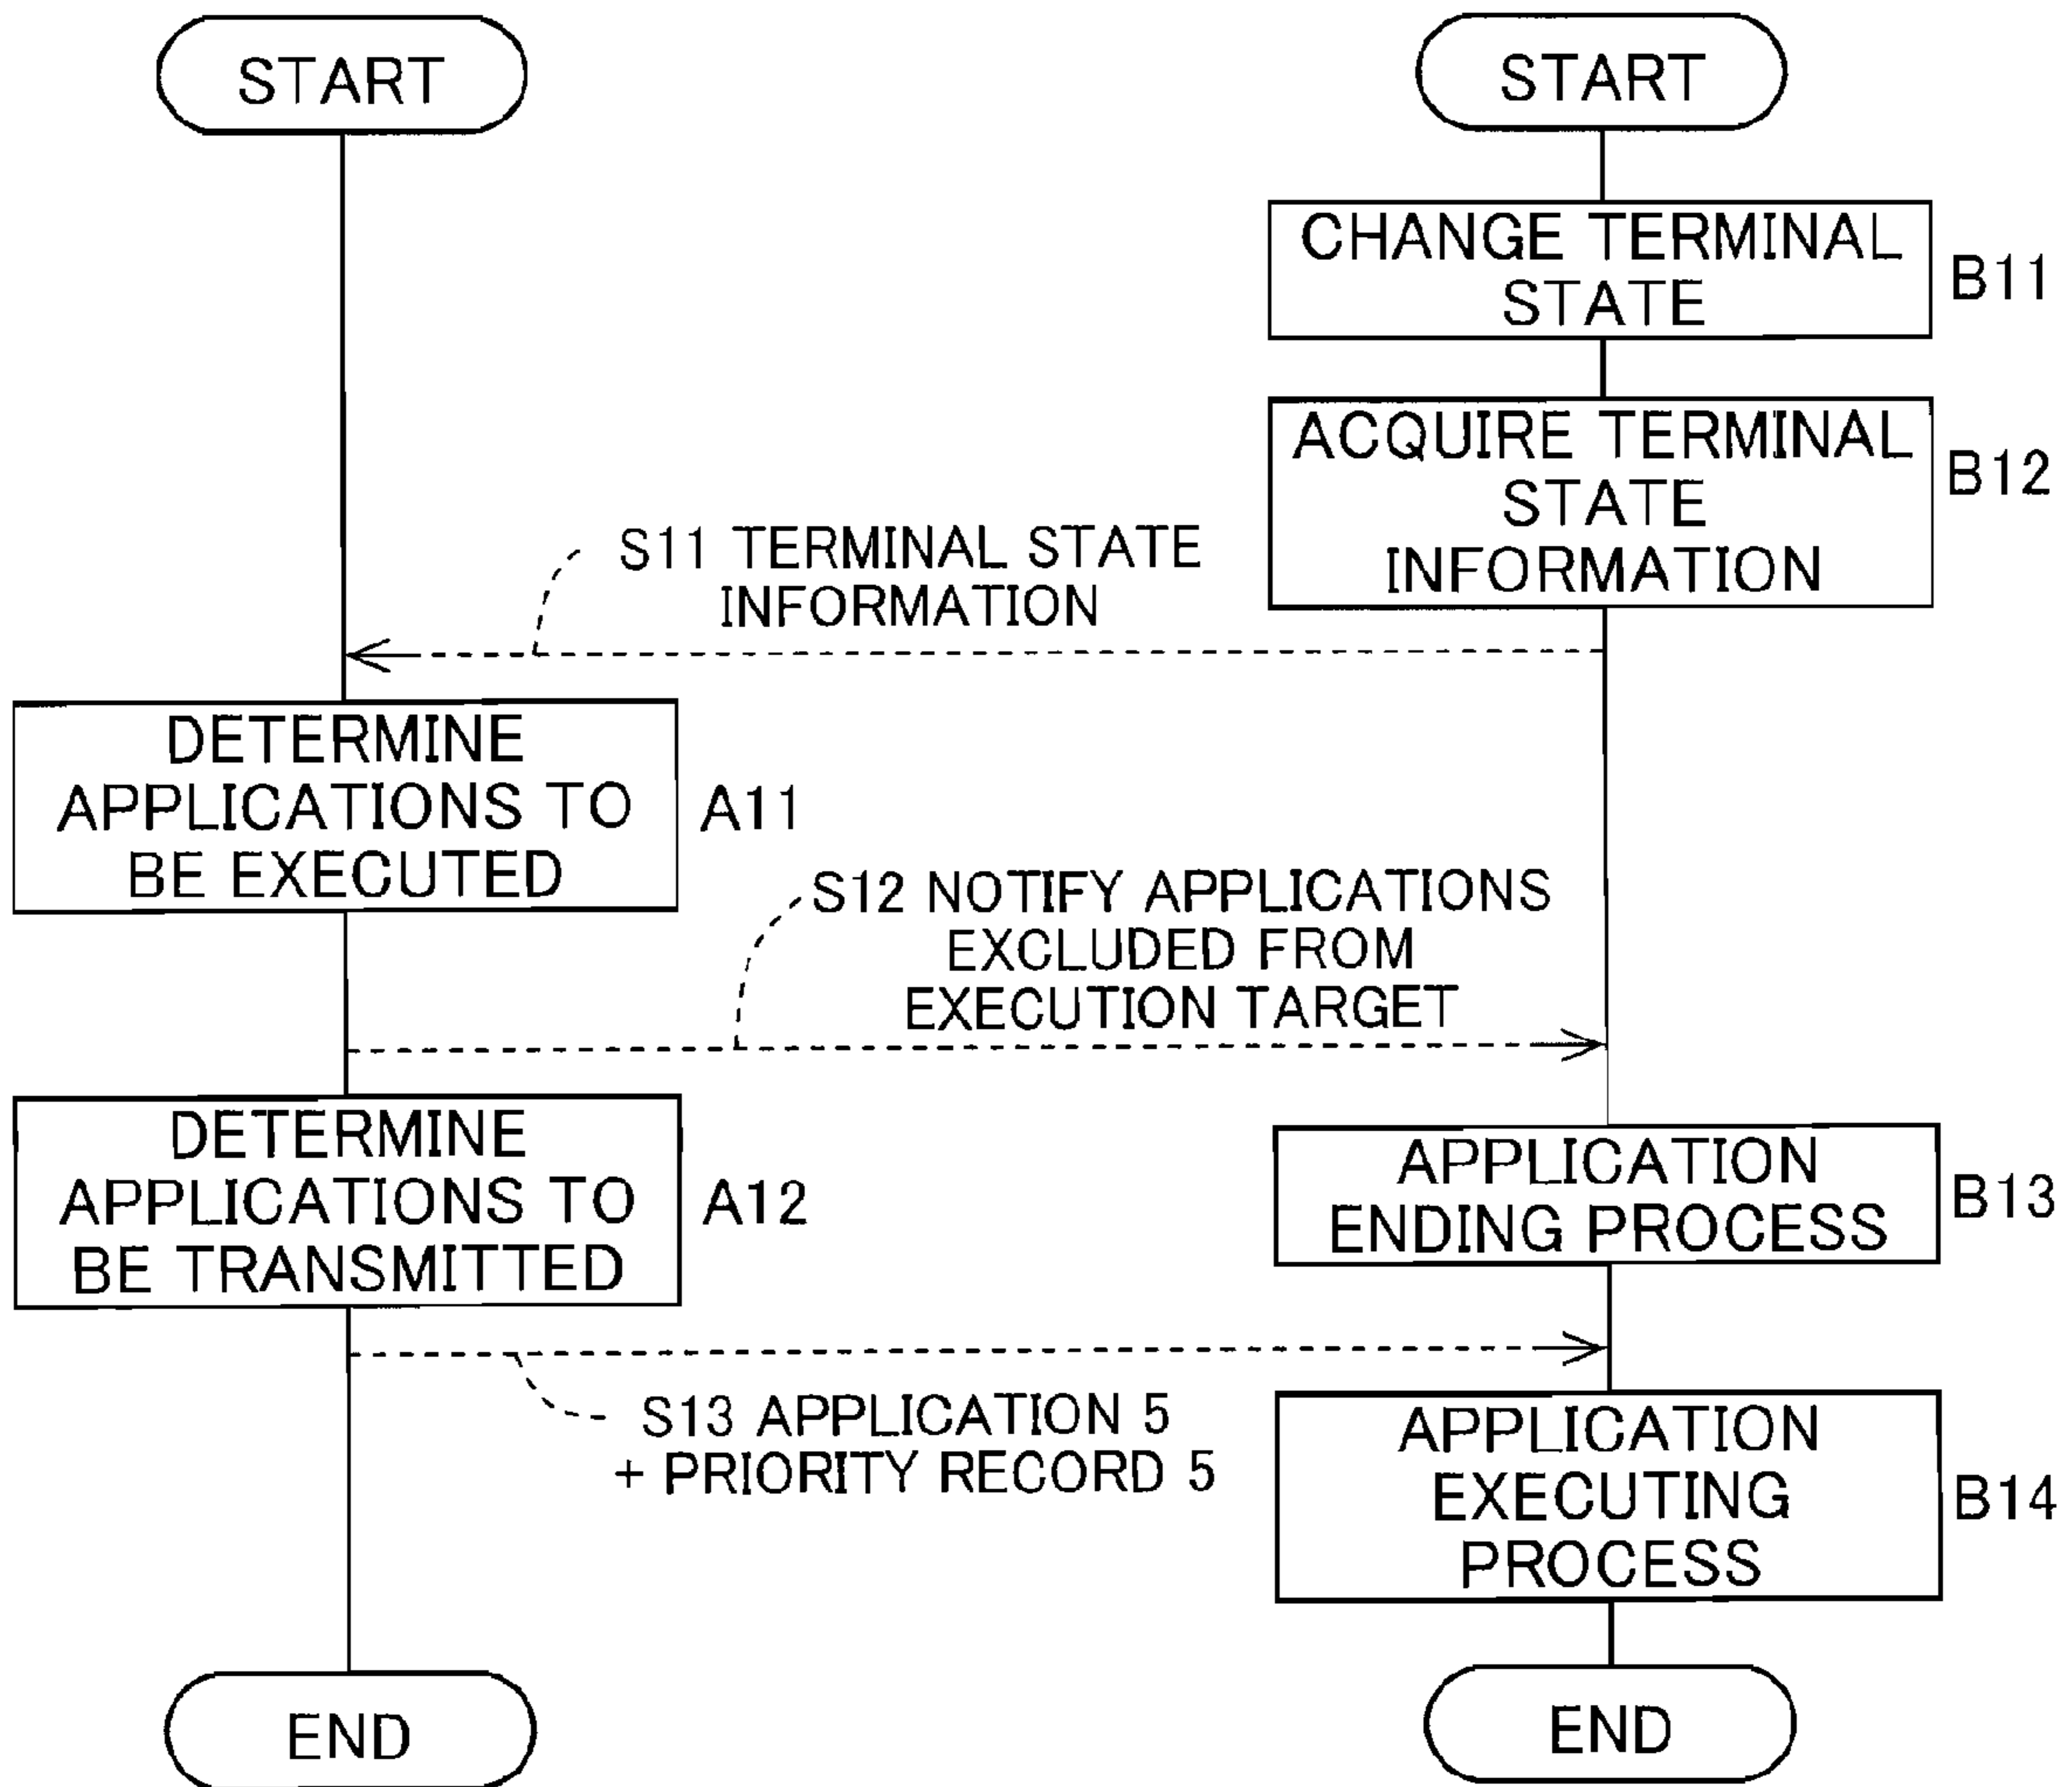 START
START
CHANGE TERMINAL
STATE
B11
ACQUIRE TERMINAL
STATE
INFORMATION
B12
S11 TERMINAL STATE
INFORMATION
DETERMINE
APPLICATIONS TO
BE EXECUTED
A11
S12 NOTIFY APPLICATIONS
EXCLUDED FROM
EXECUTION TARGET
DETERMINE
APPLICATIONS TO
BE TRANSMITTED
A12
APPLICATION
ENDING PROCESS
B13
S13 APPLICATION 5
+ PRIORITY RECORD 5
APPLICATION
EXECUTING
PROCESS
B14
END
END